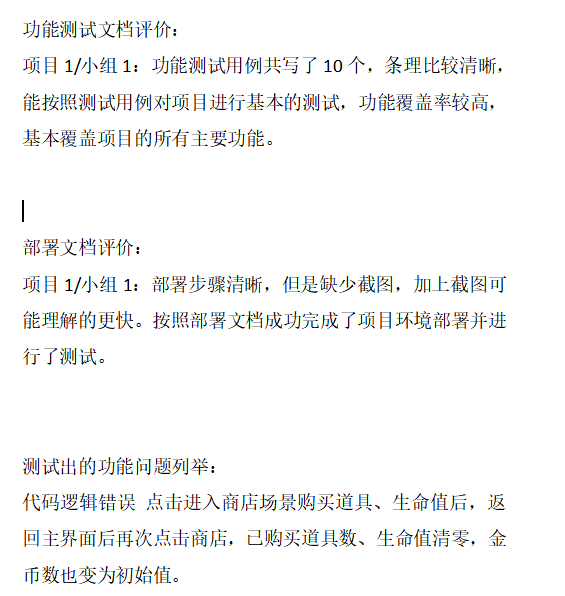 功能测试文档评价：
项目 1/小组 1：功能测试用例共写了 10 个，条理比较清晰，
能按照测试用例对项目进行基本的测试，功能覆盖率较高，
基本覆盖项目的所有主要功能。
部署文档评价：
项目 1/小组 1：部署步骤清晰，但是缺少截图，加上截图可
能理解的更快。按照部署文档成功完成了项目环境部署并进
行了测试。
测试出的功能问题列举：
代码逻辑错误 点击进入商店场景购买道具、生命值后，返
回主界面后再次点击商店，已购买道具数、生命值清零，金
币数也变为初始值。